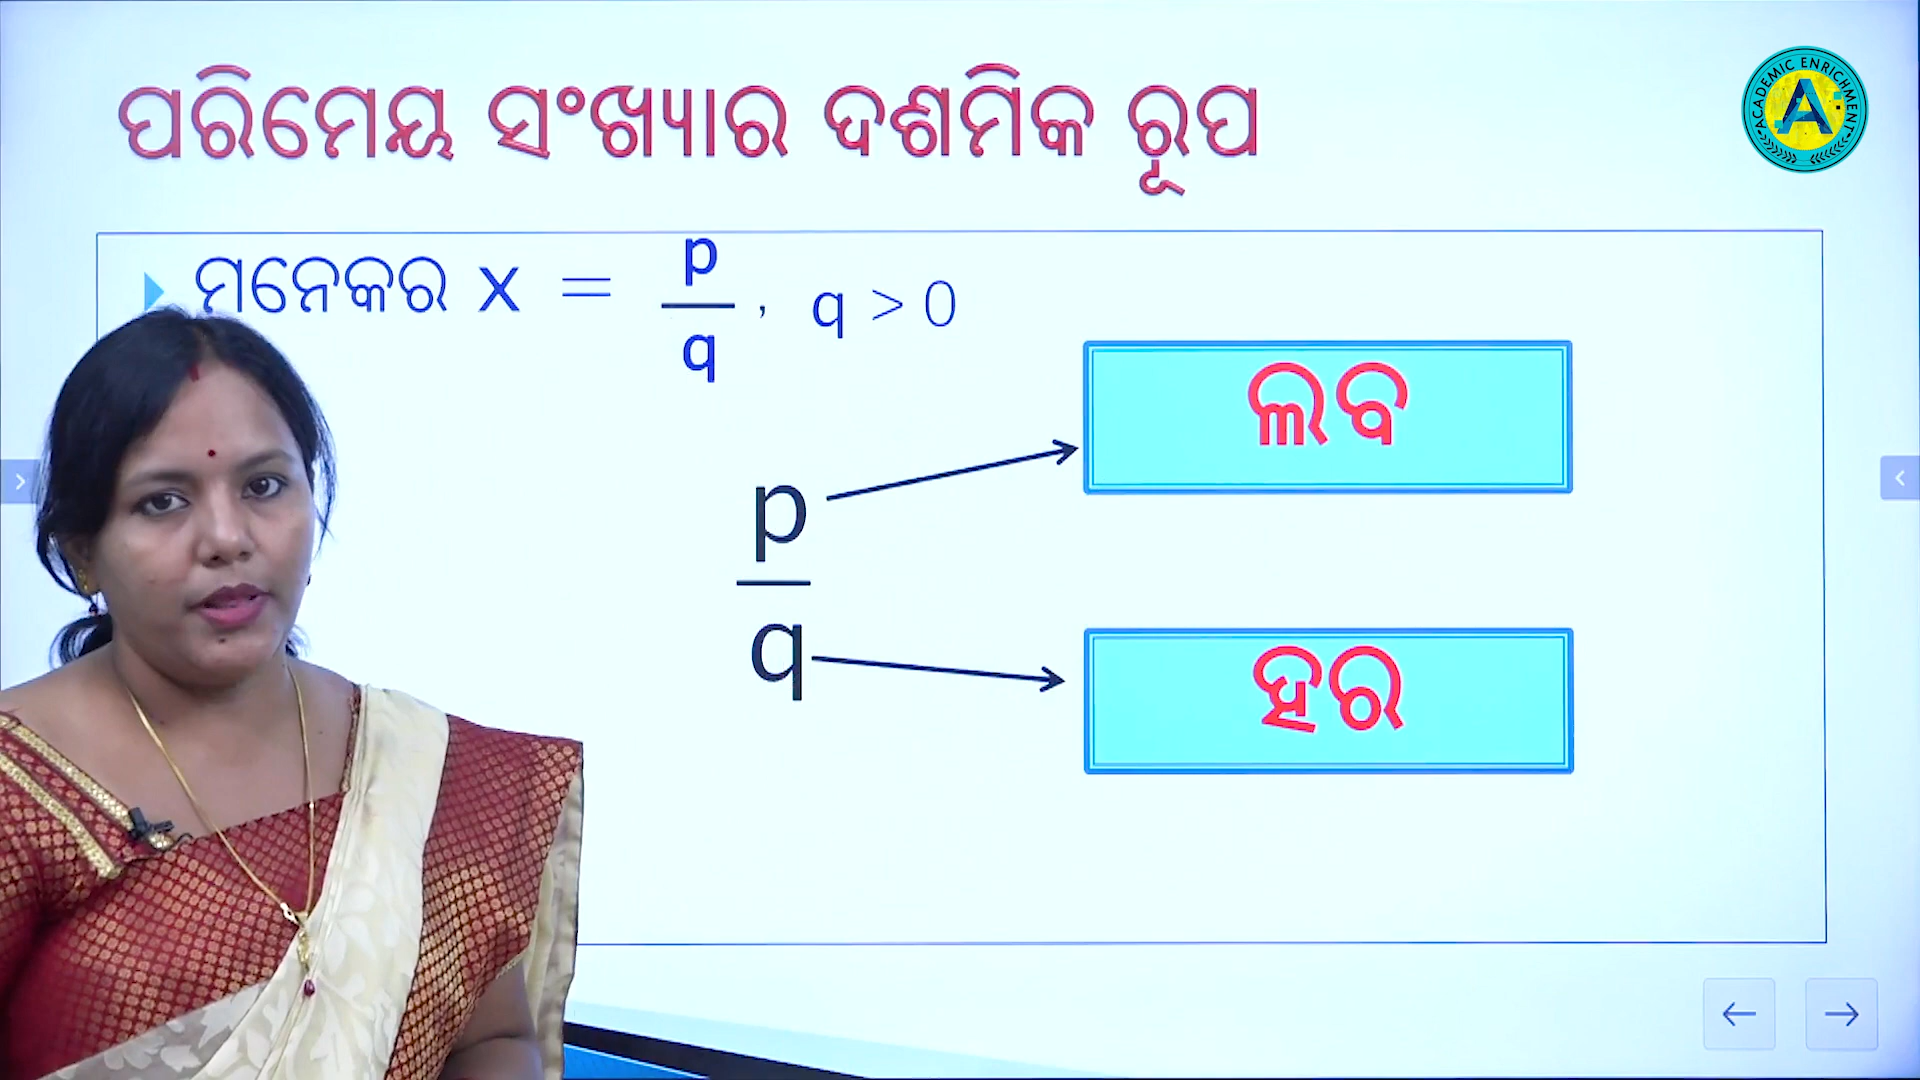 ପରିମେୟ ସଂଖ୍ୟାର ଦଶମିକ ରୂପ
ACADEMIC ENRICHMENT
A
ମନେକର x = p/q , q > 0
p
ଲବ
q
ହର